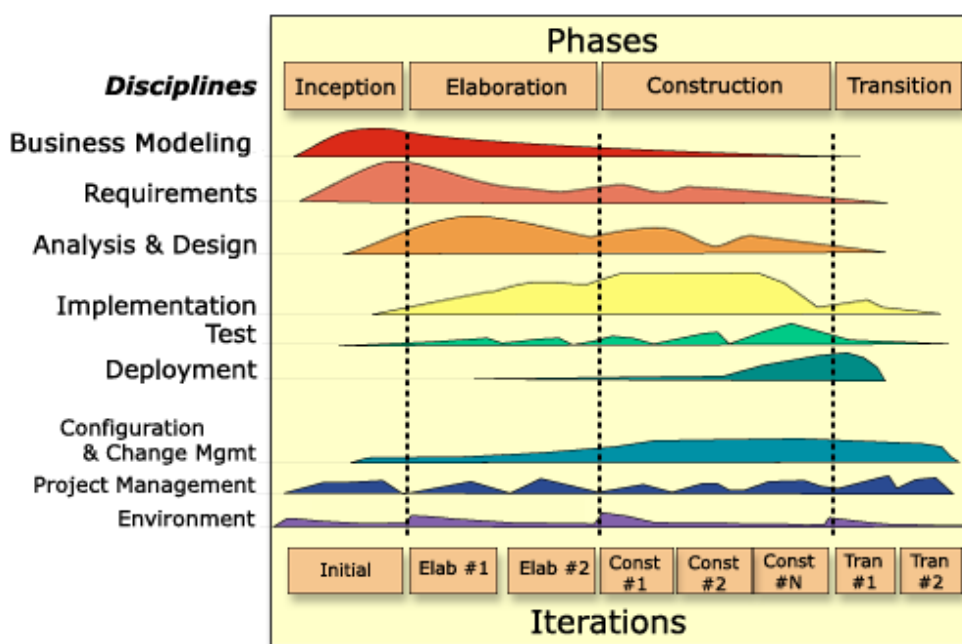 Phases
Disciplines
Inception
Elaboration
Construction
Transition
Business Modeling
Requirements
Analysis & Design
Implementation
Test
Deployment
Configuration
& Change Mgmt
Project Management
Environment
Initial
Elab #1
Elab #2
Const
#1
Const
#2
Const
#N
Tran
#1
Tran
#2
Iterations